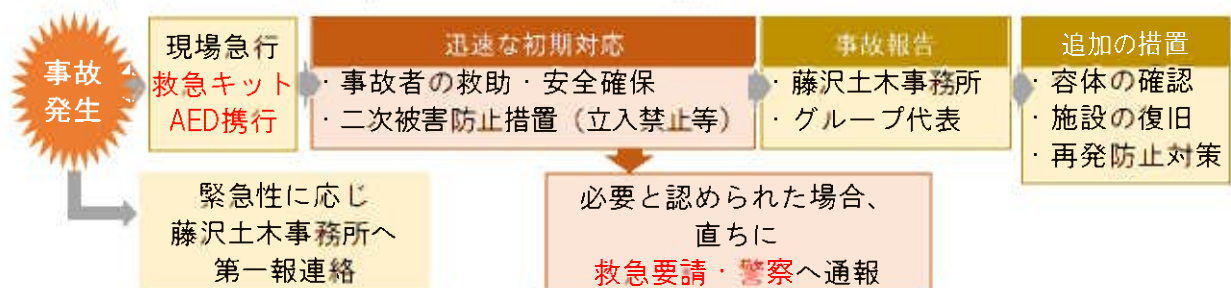 事故
発生
現場急行
救急キット
AED携行
迅速な初期対応
・事故者の救助・安全確保
・二次被害防止措置（立入禁止等）
事故報告
・藤沢土木事務所
・グループ代表
追加の措置
・容体の確認
・施設の復旧
・再発防止対策
緊急性に応じ
藤沢土木事務所へ
第一報連絡
必要と認められた場合、
直ちに
救急要請・警察へ通報